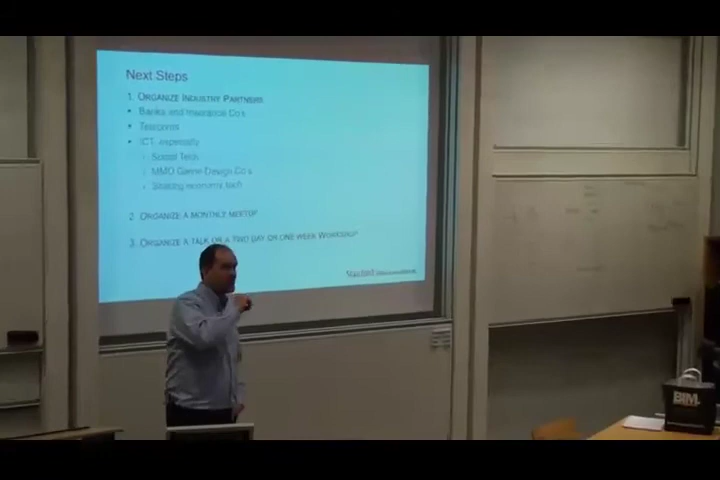 Next Steps
1. ORGANIZE INDUSTRY PARTNERS
• Banks and Insurance Co's
• Telecoms
• ICT, especially
Social Tech
MMO Game Design Co's
Sharing economy tech
2. ORGANIZE A MONTHLY MEETUP
3. ORGANIZE A TALK OR A TWO DAY OR ONE WEEK WORKSHOP
Stanford
BIM